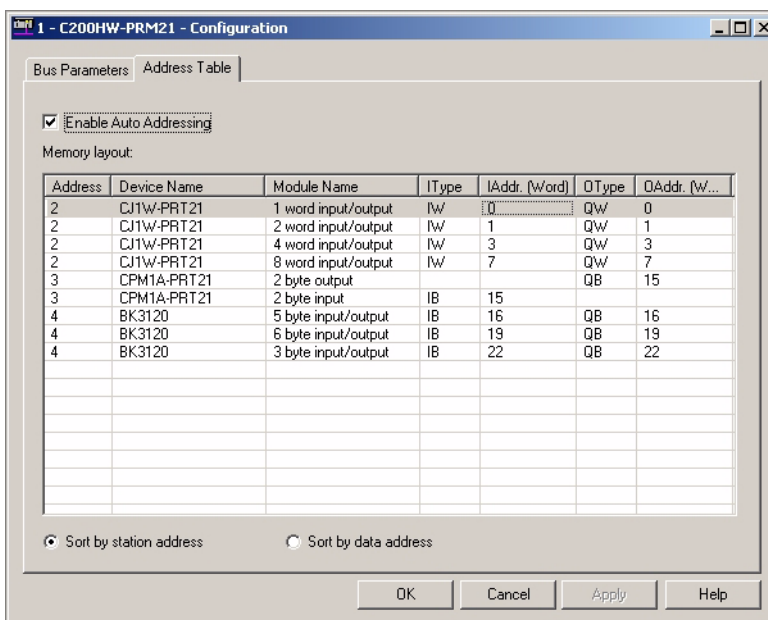 1 - C200HW-PRM21 - Configuration
Bus Parameters Address Table
Enable Auto Addressing
Memory layout:
Address Device Name Module Name IType IAddr. (Word) OType OAddr. (W...
2 CJ1W-PRT21 1 word input/output IW 0 QW 0
2 CJ1W-PRT21 2 word input/output IW 1 QW 1
2 CJ1W-PRT21 4 word input/output IW 3 QW 3
2 CJ1W-PRT21 8 word input/output IW 7 QW 7
3 CPM1A-PRT21 2 byte output QB 15
3 CPM1A-PRT21 2 byte input IB 15
4 BK3120 5 byte input/output IB 16 QB 16
4 BK3120 6 byte input/output IB 19 QB 19
4 BK3120 3 byte input/output IB 22 QB 22
Sort by station address Sort by data address
OK Cancel Apply Help